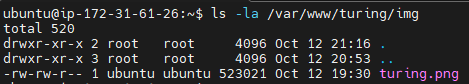 ubuntu@ip-172-31-61-26:~$ ls -la /var/www/turing/img
total 520
drwxr-xr-x 2 root   root     4096 Oct 12 21:16 .
drwxr-xr-x 3 root   root     4096 Oct 12 20:53 ..
-rw-rw-r-- 1 ubuntu ubuntu 523021 Oct 12 19:30 turing.png